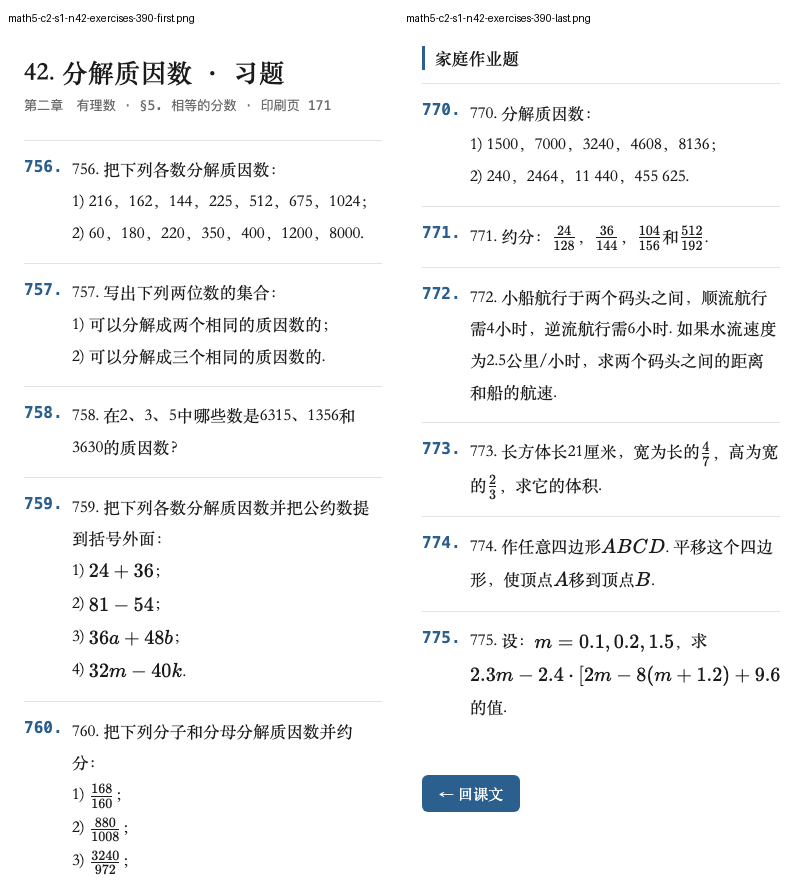 math5-c2-s1-n42-exercises-390-first.png
42. 分解质因数 · 习题
第二章 有理数 · §5. 相等的分数 · 印刷页 171
756. 756. 把下列各数分解质因数：
1) 216，162，144，225，512，675，1024；
2) 60，180，220，350，400，1200，8000.
757. 757. 写出下列两位数的集合：
1) 可以分解成两个相同的质因数的；
2) 可以分解成三个相同的质因数的.
758. 758. 在2、3、5中哪些数是6315、1356和
3630的质因数?
759. 759. 把下列各数分解质因数并把公约数提
到括号外面：
1) 24 + 36；
2) 81 − 54；
3) 36a + 48b；
4) 32m − 40k.
760. 760. 把下列分子和分母分解质因数并约
分：
1) 168/160；
2) 880/1008；
3) 3240/972；
math5-c2-s1-n42-exercises-390-last.png
家庭作业题
770. 770. 分解质因数：
1) 1500，7000，3240，4608，8136；
2) 240，2464，11 440，455 625.
771. 771. 约分：24/128，36/144，104/156和512/192.
772. 772. 小船航行于两个码头之间，顺流航行
需4小时，逆流航行需6小时. 如果水流速度
为2.5公里/小时，求两个码头之间的距离
和船的航速.
773. 773. 长方体长21厘米，宽为长的4/7，高为宽
的2/3，求它的体积.
774. 774. 作任意四边形ABCD. 平移这个四边
形，使顶点A移到顶点B.
775. 775. 设：m = 0.1, 0.2, 1.5，求
2.3m − 2.4 · [2m − 8(m + 1.2) + 9.6
的值.
← 回课文